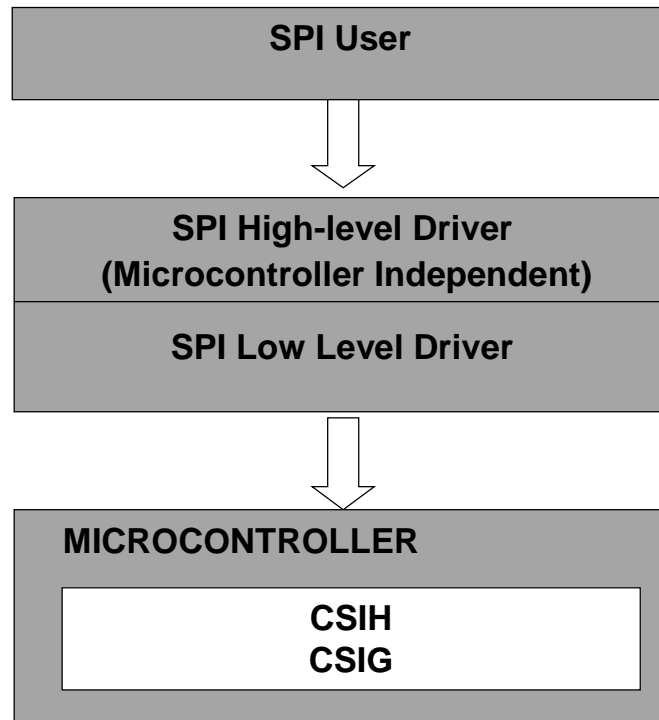 SPI User
SPI High-level Driver
(Microcontroller Independent)
SPI Low Level Driver
MICROCONTROLLER
CSIH
CSIG